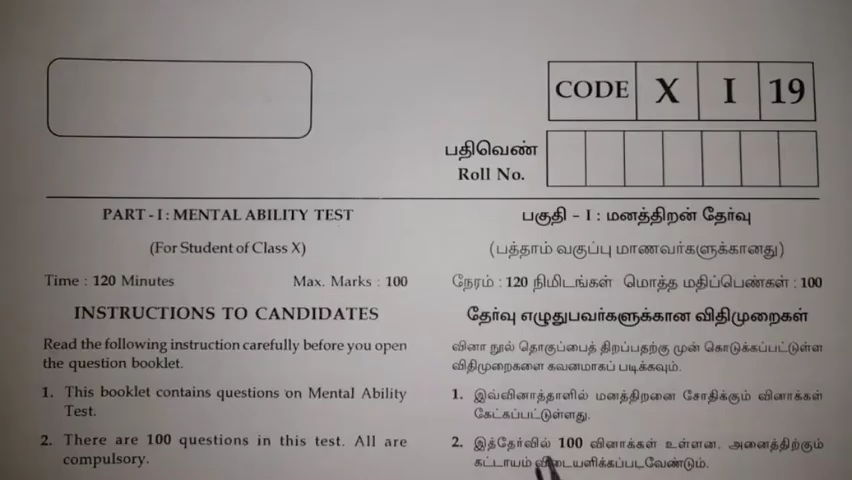 CODE X I 19
பதிவெண்
Roll No.
PART - I : MENTAL ABILITY TEST
(For Student of Class X)
Time : 120 Minutes Max. Marks : 100
INSTRUCTIONS TO CANDIDATES
Read the following instruction carefully before you open
the question booklet.
1. This booklet contains questions on Mental Ability
Test.
2. There are 100 questions in this test. All are
compulsory.
பகுதி - I : மனத்திறன் தேர்வு
(பத்தாம் வகுப்பு மாணவர்களுக்கானது)
நேரம் : 120 நிமிடங்கள் மொத்த மதிப்பெண்கள் : 100
தேர்வு எழுதுபவர்களுக்கான விதிமுறைகள்
வினா நூல் தொகுப்பைத் திறப்பதற்கு முன் கொடுக்கப்பட்டுள்ள
விதிமுறைகளை கவனமாகப் படிக்கவும்.
1. இவ்வினாத்தாளில் மனத்திறனை சோதிக்கும் வினாக்கள்
கேட்கப்பட்டுள்ளது.
2. இத்தேர்வில் 100 வினாக்கள் உள்ளன. அனைத்திற்கும்
கட்டாயம் விடையளிக்கப்படவேண்டும்.